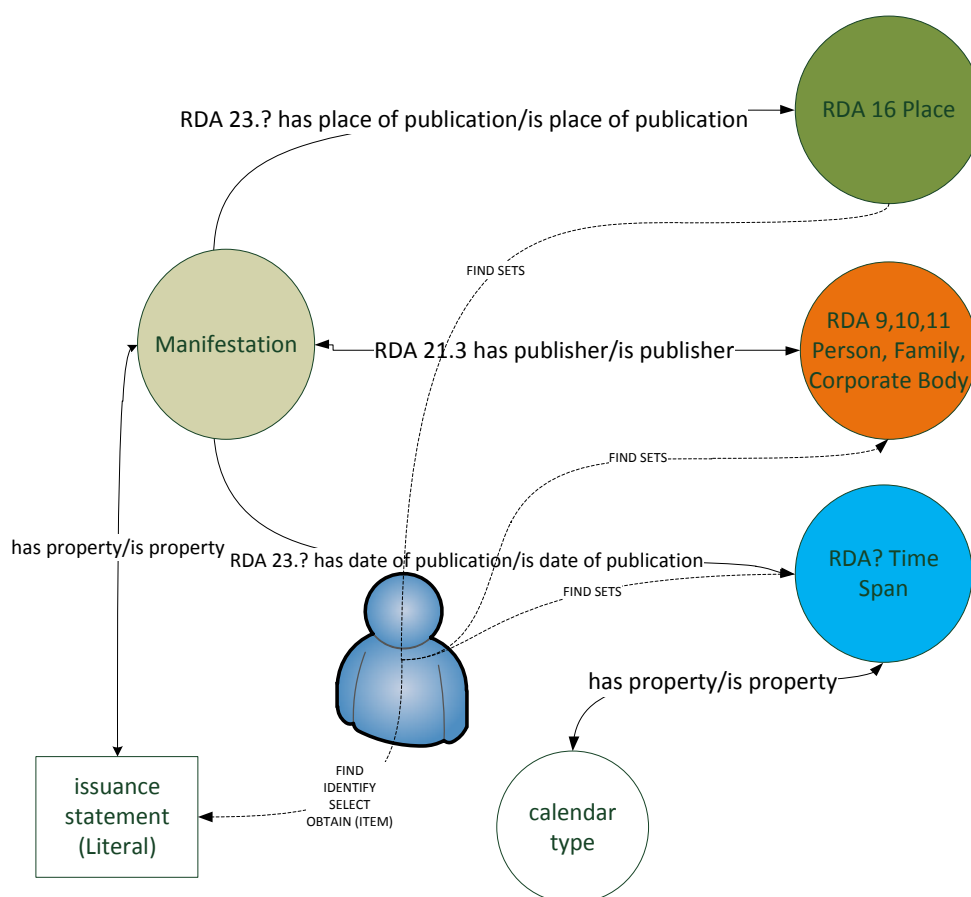 RDA 16 Place
RDA 23.? has place of publication/is place of publication
FIND SETS
Manifestation
RDA 21.3 has publisher/is publisher
RDA 9,10,11
Person, Family,
Corporate Body
FIND SETS
has property/is property
RDA 23.? has date of publication/is date of publication
RDA? Time
Span
FIND SETS
has property/is property
FIND
IDENTIFY
SELECT
OBTAIN (ITEM)
issuance
statement
(Literal)
calendar
type